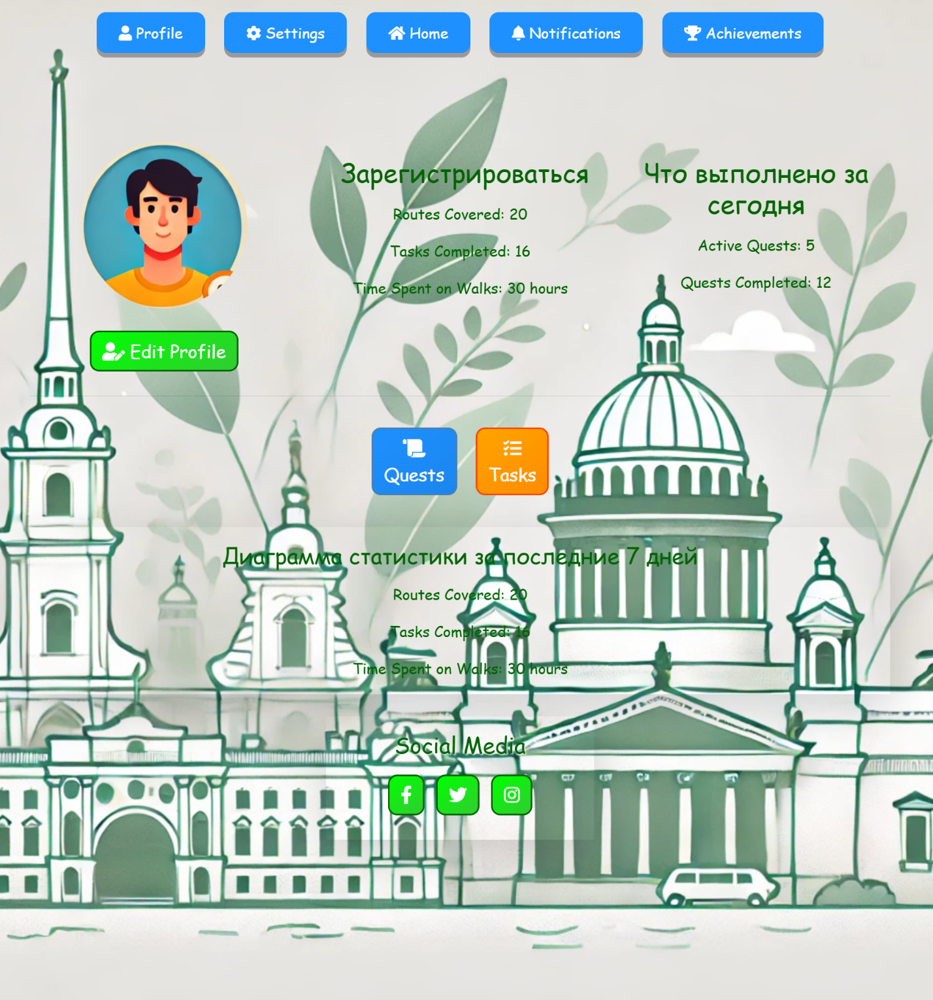 Profile
Settings
Home
Notifications
Achievements
Зарегистрироваться
Routes Covered: 20
Tasks Completed: 16
Time Spent on Walks: 30 hours
Что выполнено за
сегодня
Active Quests: 5
Quests Completed: 12
Edit Profile
Quests
Tasks
Диаграмма статистики за последние 7 дней
Routes Covered: 20
Tasks Completed: 16
Time Spent on Walks: 30 hours
Social Media